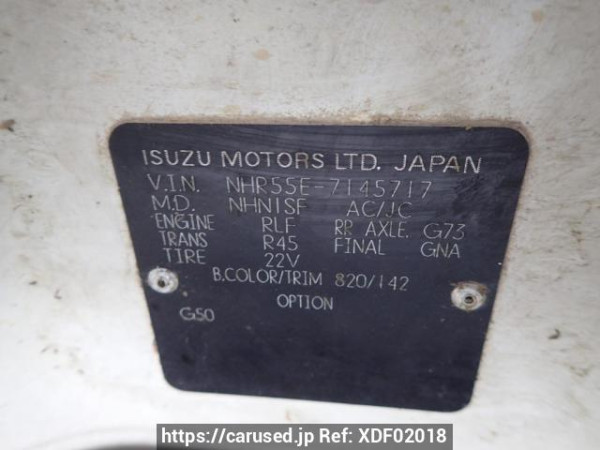 ISUZU MOTORS LTD. JAPAN
V.I.N. NHR55E-7145717
M.D. NHN1SF AC/JC
ENGINE RLF RR AXLE. G73
TRANS R45 FINAL GNA
TIRE 22V
B.COLOR/TRIM 820/142
OPTION
G50
https://carused.jp Ref: XDF02018